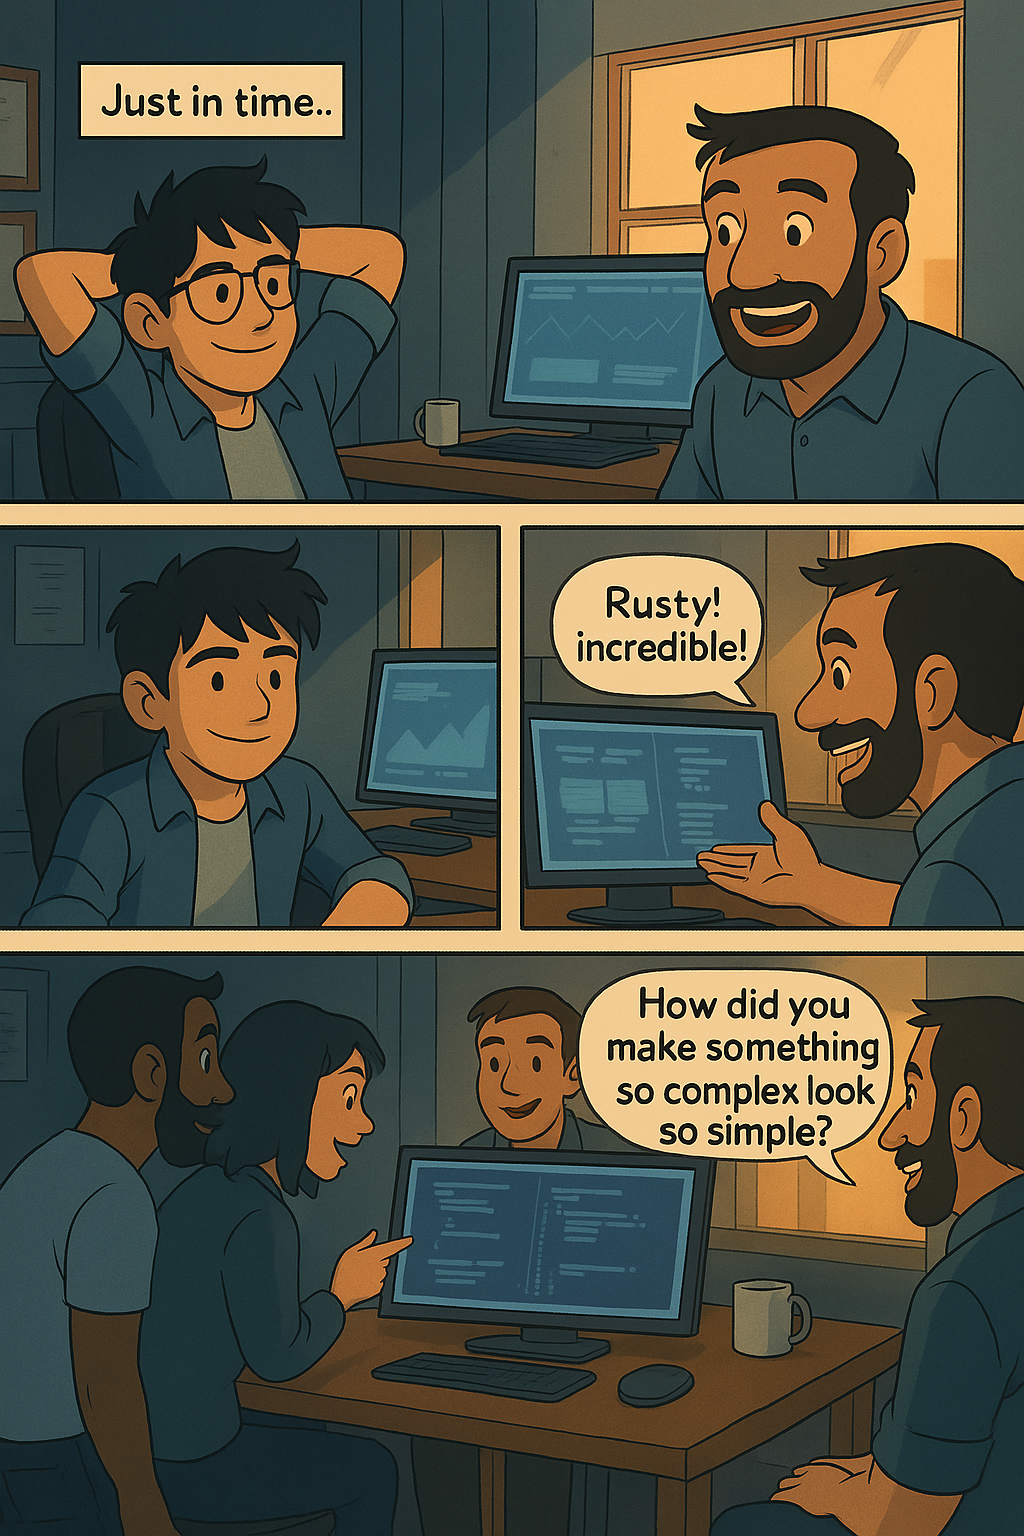 Just in time..
Rusty!
incredible!
How did you
make something
so complex look
so simple?